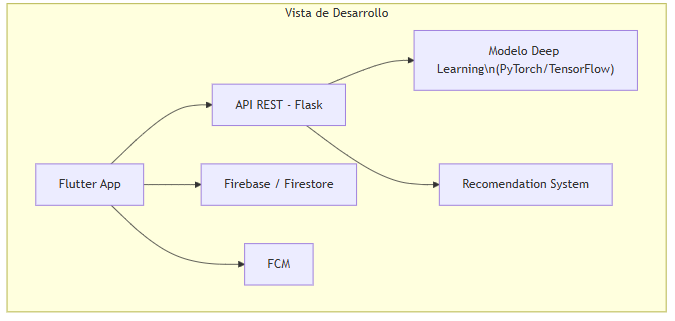 Vista de Desarrollo
Modelo Deep
Learning\n(PyTorch/TensorFlow)
API REST - Flask
Flutter App
Firebase / Firestore
Recomendation System
FCM